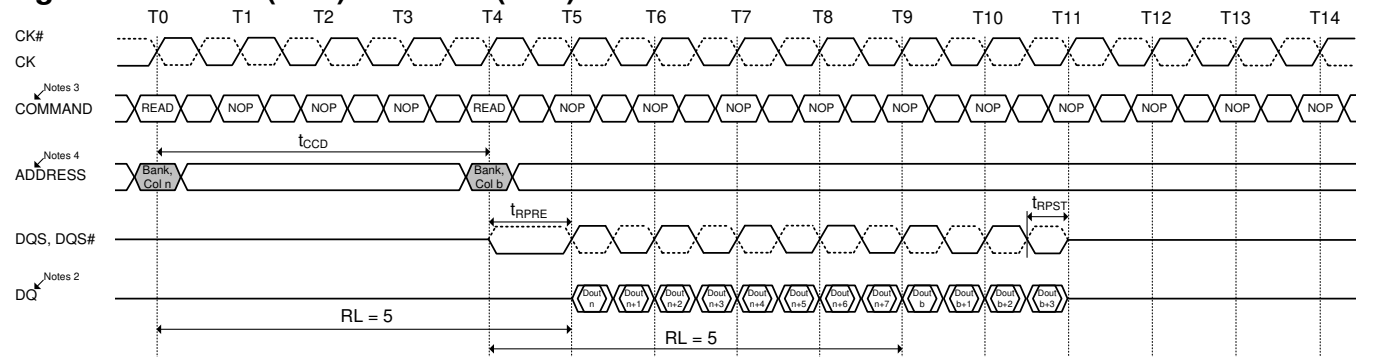 T0 T1 T2 T3 T4 T5 T6 T7 T8 T9 T10 T11 T12 T13 T14
CK#
CK
Notes 3
COMMAND READ NOP NOP NOP READ NOP NOP NOP NOP NOP NOP NOP NOP NOP NOP
tCCD
Notes 4
ADDRESS
Bank, Col n
Bank, Col b
tRPRE
tRPST
DQS, DQS#
Notes 2
DQ
Dout n
Dout n+1
Dout n+2
Dout n+3
Dout n+4
Dout n+5
Dout n+6
Dout n+7
Dout b
Dout b+1
Dout b+2
Dout b+3
RL = 5
RL = 5